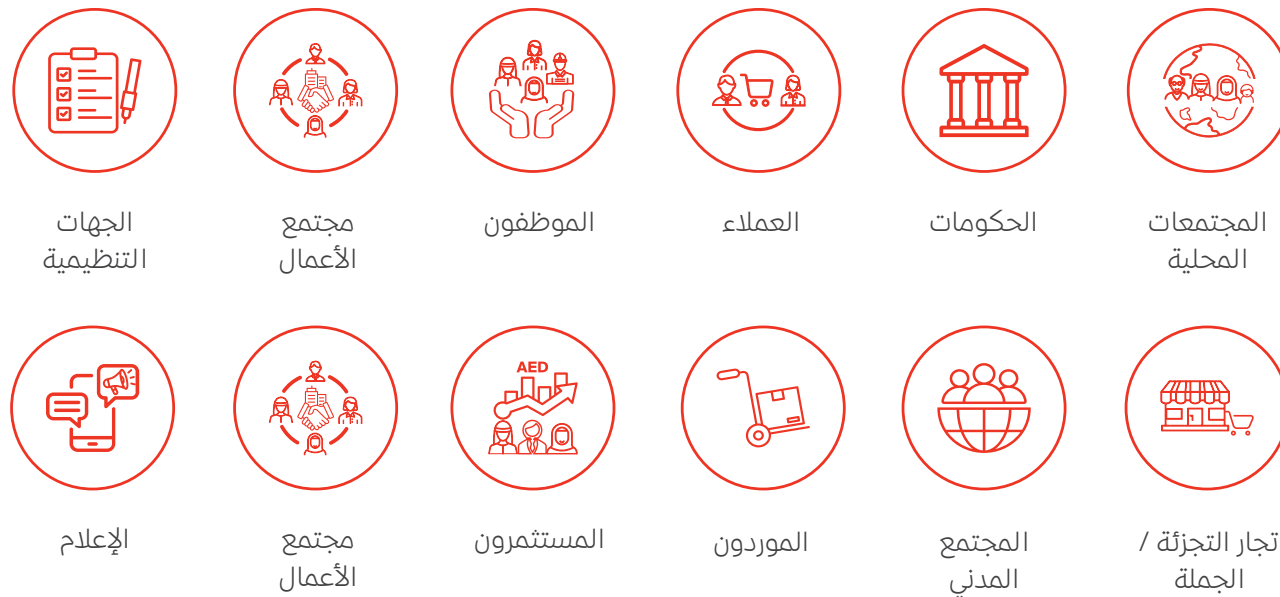 المجتمعات
المحلية
الحكومات
العملاء
الموظفون
مجتمع
الأعمال
الجهات
التنظيمية
AED
تجار التجزئة /
الجملة
المجتمع
المدني
الموردون
المستثمرون
مجتمع
الأعمال
الإعلام